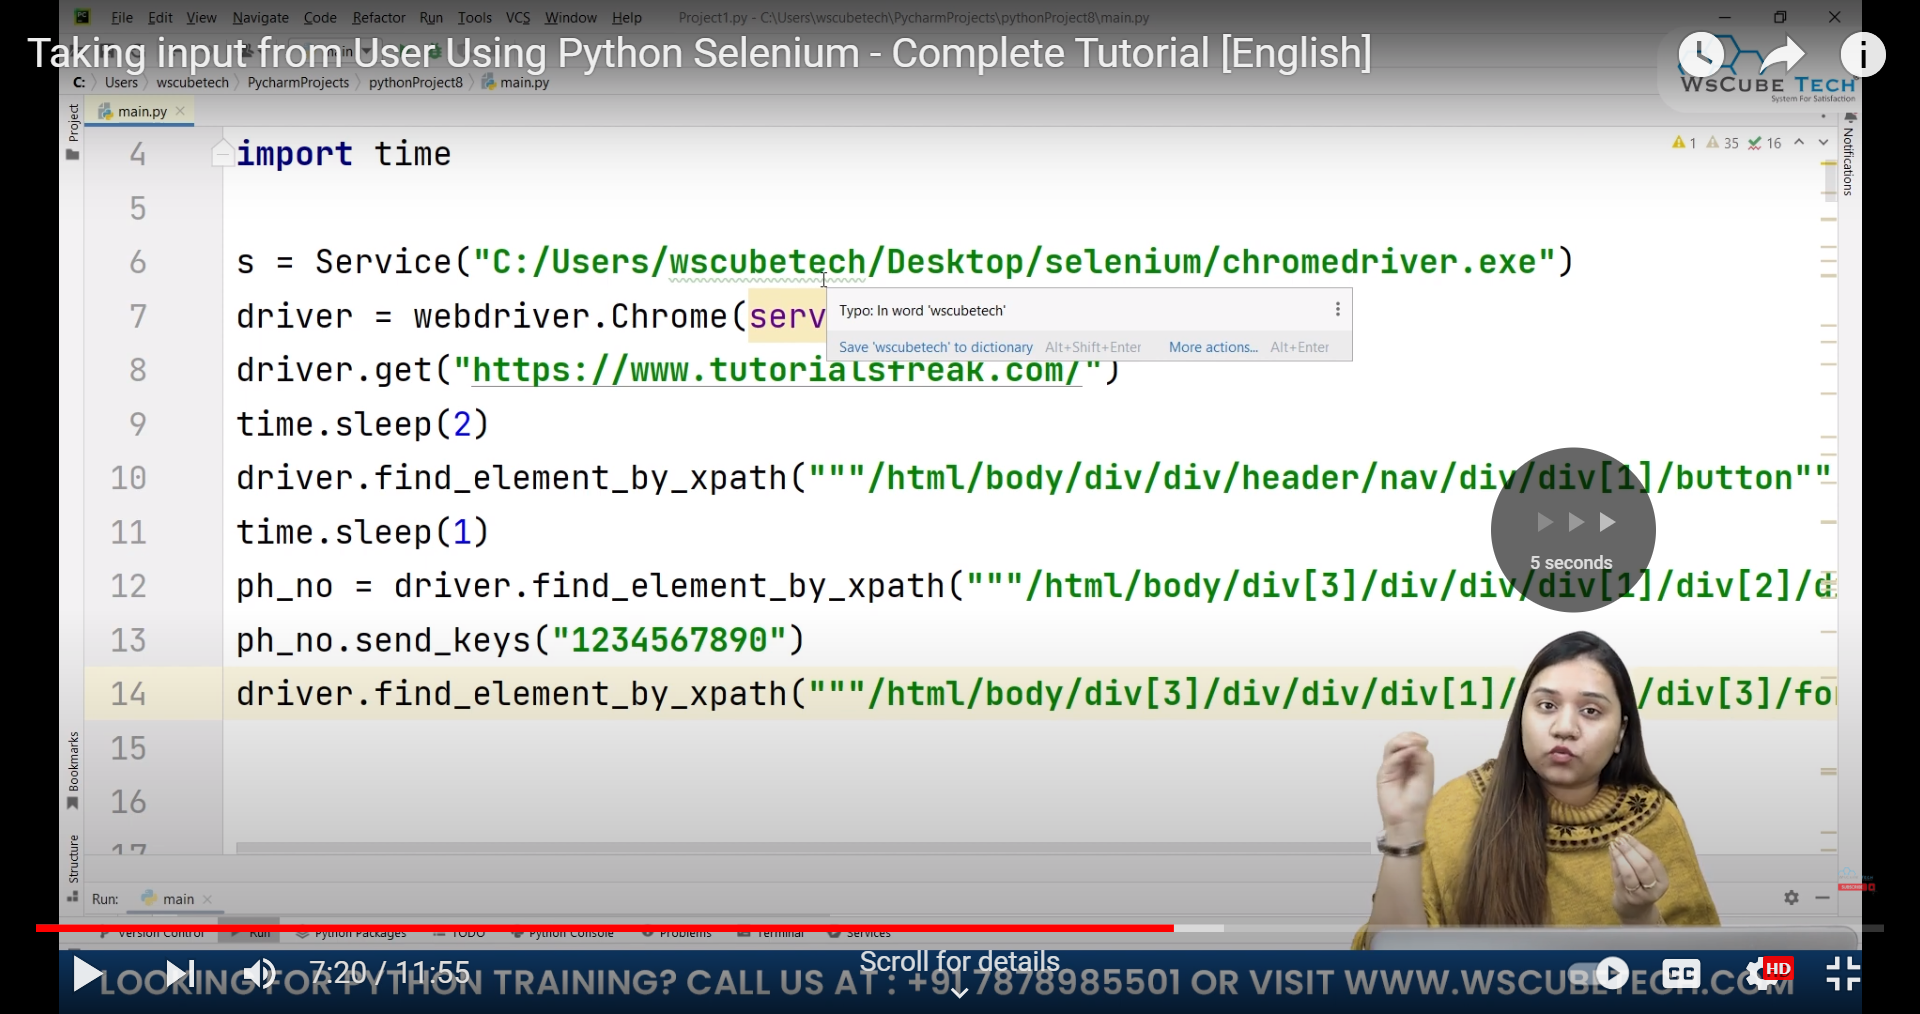 File Edit View Navigate Code Refactor Run Tools VCS Window Help Project1.py - C:\Users\wscubetech\PycharmProjects\pythonProject8\main.py
Taking input from User Using Python Selenium - Complete Tutorial [English]
WsCube Tech
System For Satisfaction
C: Users wscubetech PycharmProjects pythonProject8 main.py
main.py
Project
Notifications
1 35 16
4 import time
5
6 s = Service("C:/Users/wscubetech/Desktop/selenium/chromedriver.exe")
7 driver = webdriver.Chrome(serv
Typo: In word 'wscubetech'
Save 'wscubetech' to dictionary Alt+Shift+Enter More actions... Alt+Enter
8 driver.get("https://www.tutorialsfreak.com/")
9 time.sleep(2)
10 driver.find_element_by_xpath("""/html/body/div/div/header/nav/div/div[1]/button""
11 time.sleep(1)
5 seconds
12 ph_no = driver.find_element_by_xpath("""/html/body/div[3]/div/div/div[1]/div[2]/d
13 ph_no.send_keys("1234567890")
14 driver.find_element_by_xpath("""/html/body/div[3]/div/div/div[1]/ /div[3]/fo
15
16
17
Bookmarks
Structure
Run: main
Version Control Run Python Packages TODO Python Console Problems Terminal Services
7:20 / 11:55
Scroll for details
CC
HD
LOOKING FOR PYTHON TRAINING? CALL US AT : +91 7878985501 OR VISIT WWW.WSCUBETECH.COM